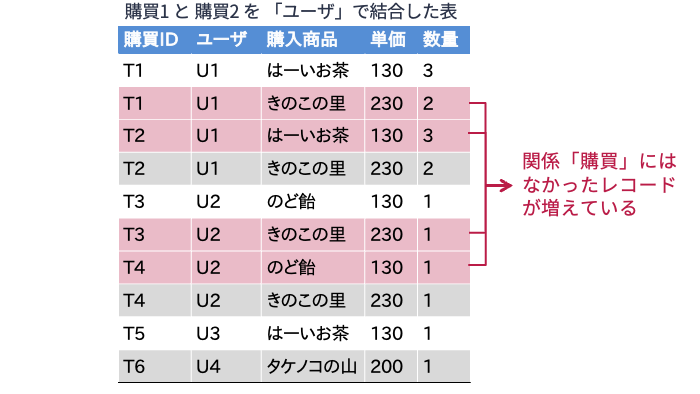 購買1 と 購買2 を 「ユーザ」で結合した表
購買ID ユーザ 購入商品 単価 数量
T1 U1 はーいお茶 130 3
T1 U1 きのこの里 230 2
T2 U1 はーいお茶 130 3
T2 U1 きのこの里 230 2
T3 U2 のど飴 130 1
T3 U2 きのこの里 230 1
T4 U2 のど飴 130 1
T4 U2 きのこの里 230 1
T5 U3 はーいお茶 130 1
T6 U4 タケノコの山 200 1
関係「購買」には
なかったレコード
が増えている